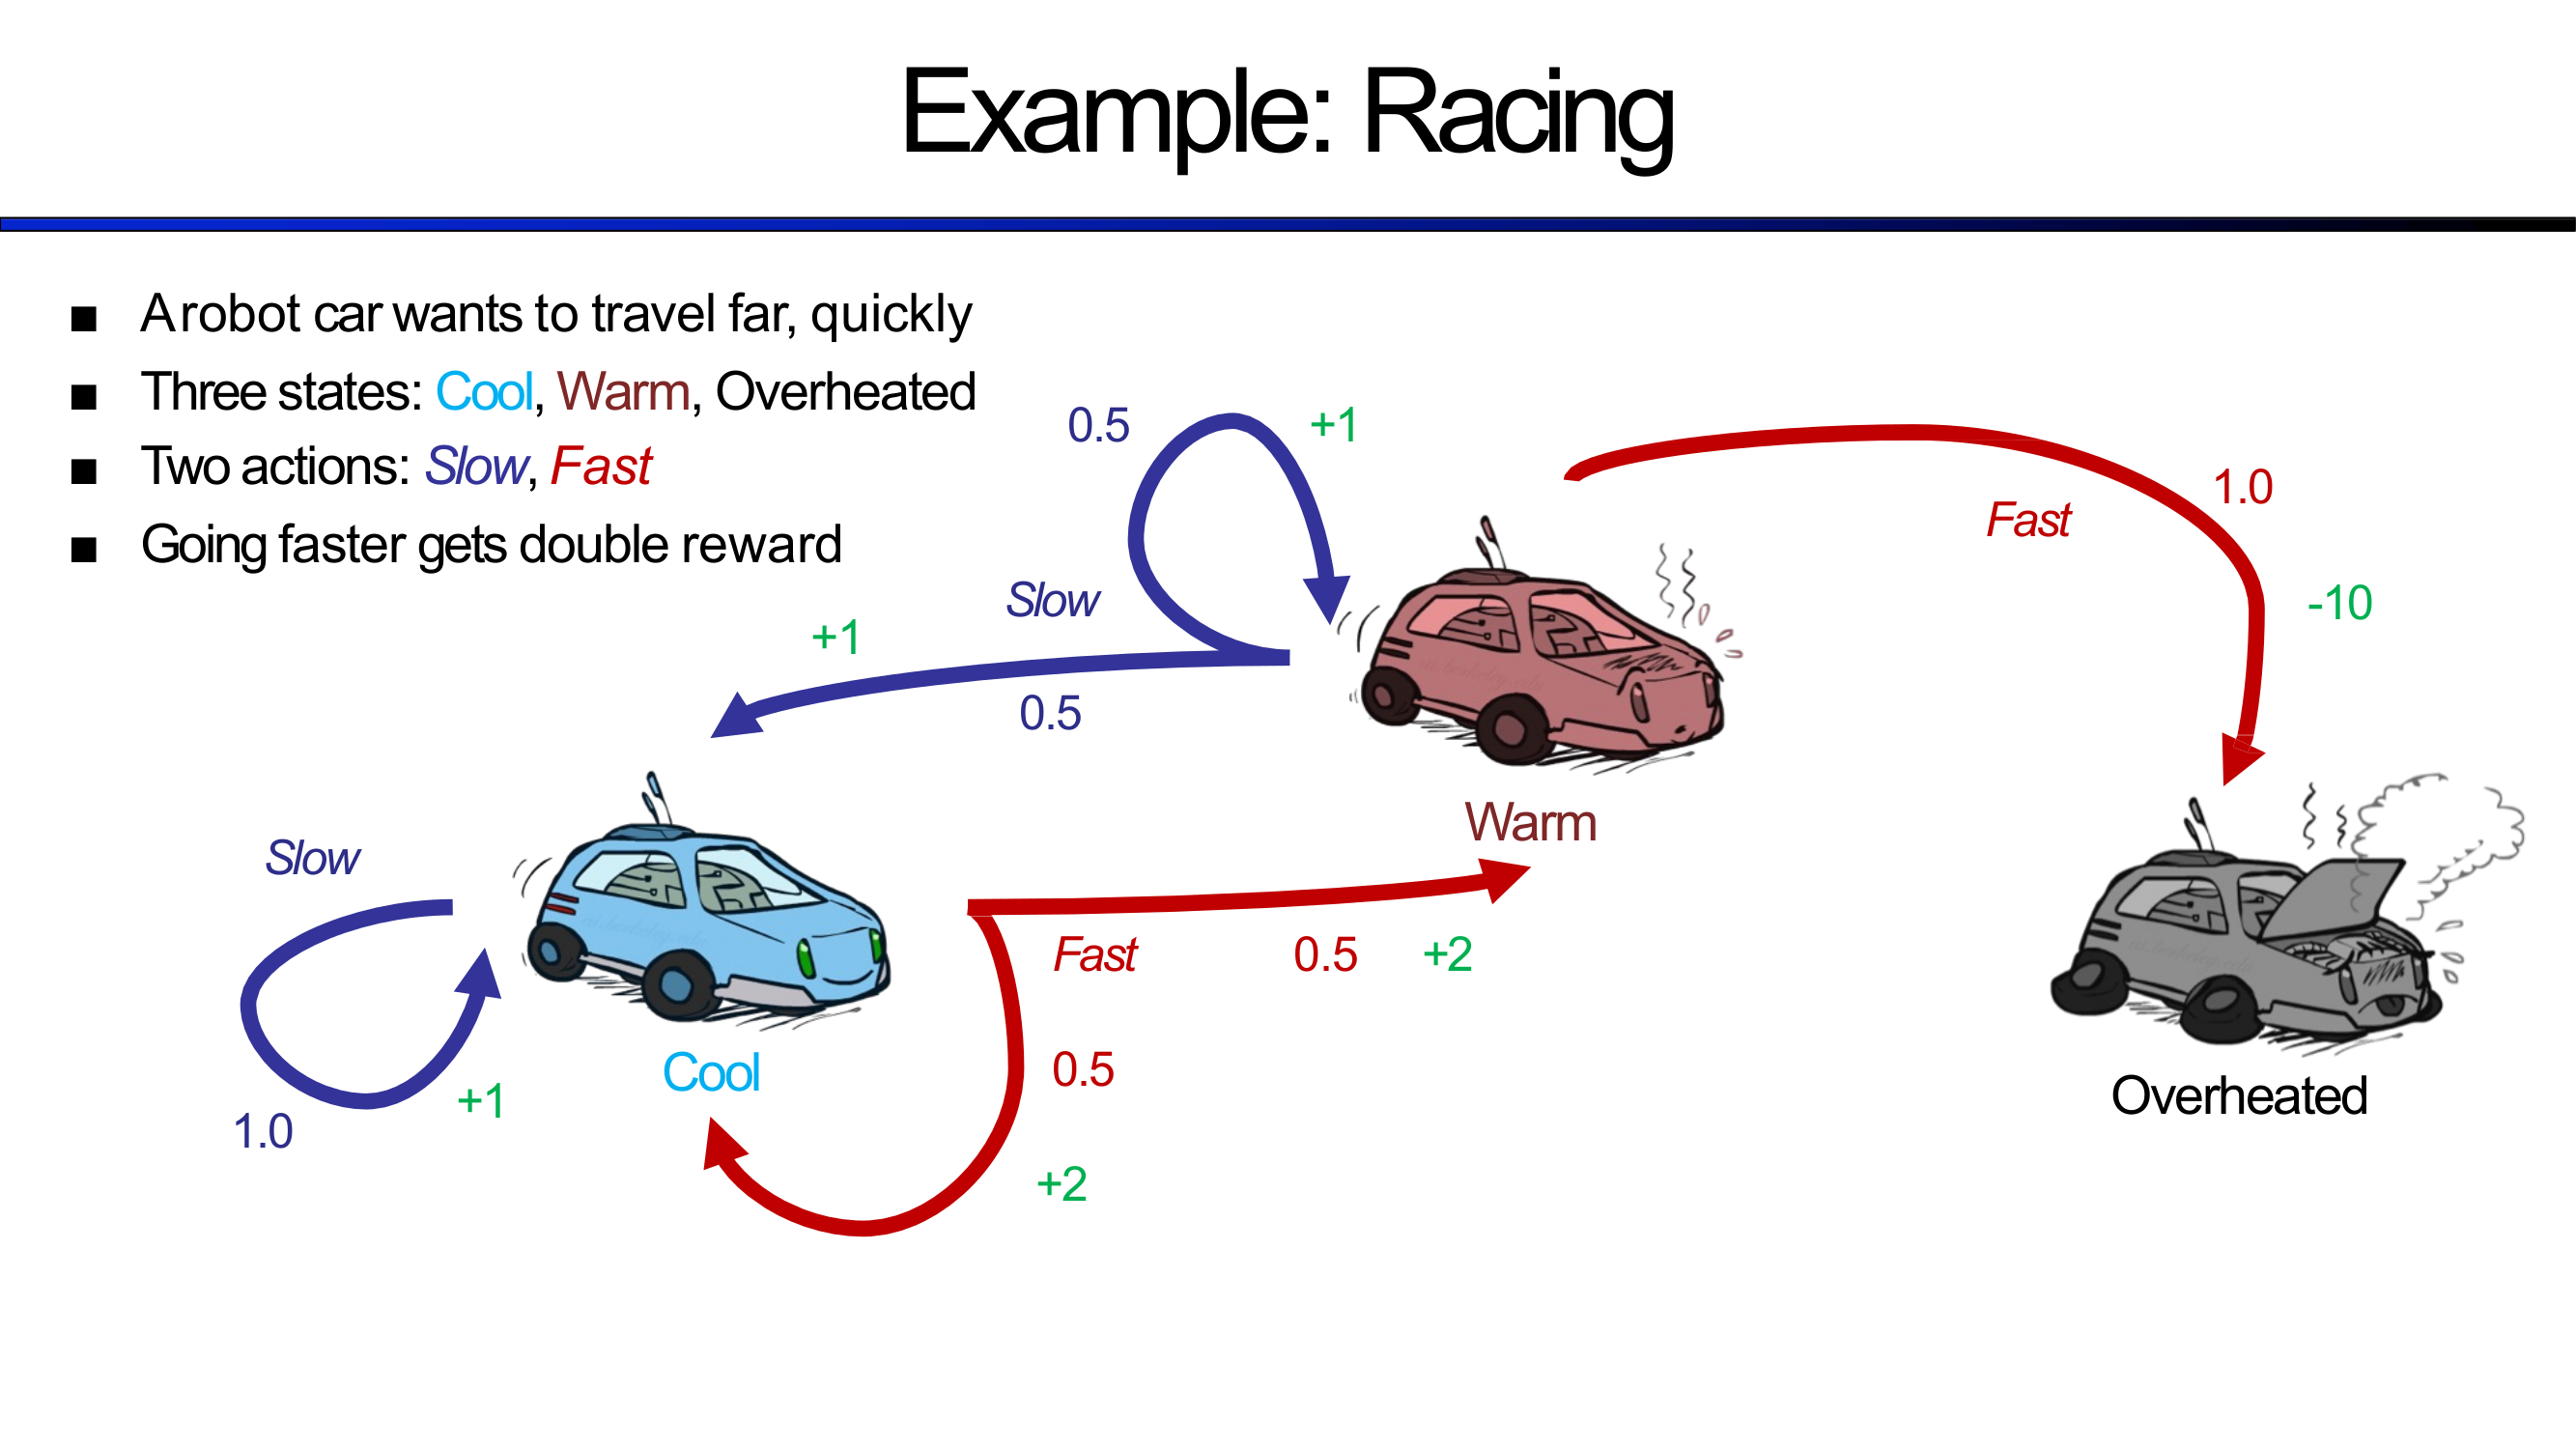 Example: Racing
■ A robot car wants to travel far, quickly
■ Three states: Cool, Warm, Overheated
■ Two actions: Slow, Fast
■ Going faster gets double reward
0.5
+1
1.0
Fast
-10
Slow
+1
0.5
Warm
Slow
Fast
0.5
+2
Cool
0.5
+1
1.0
Overheated
+2